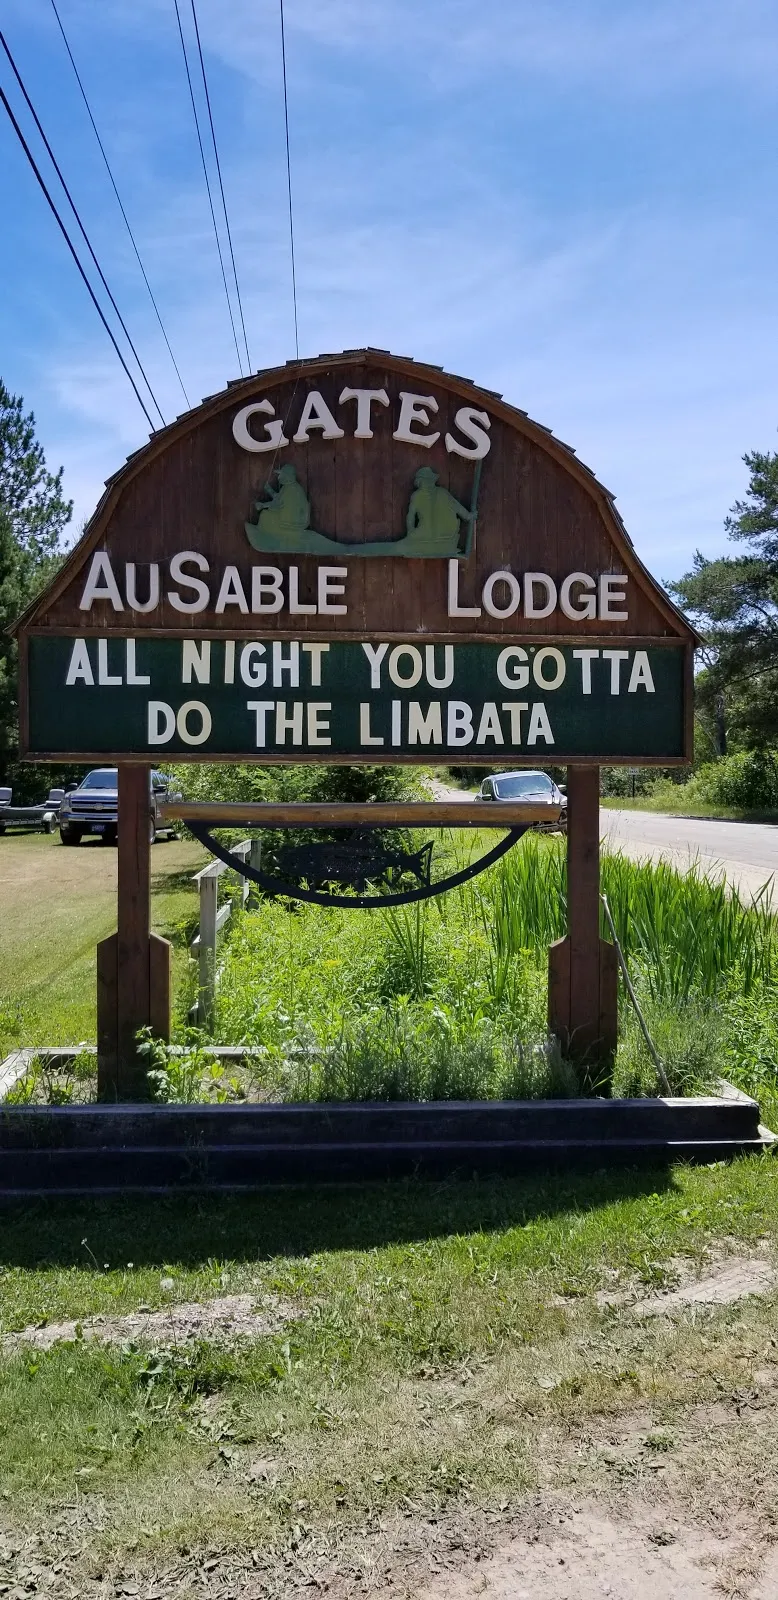 GATES
AUSABLE LODGE
ALL NIGHT YOU GOTTA
DO THE LIMBATA